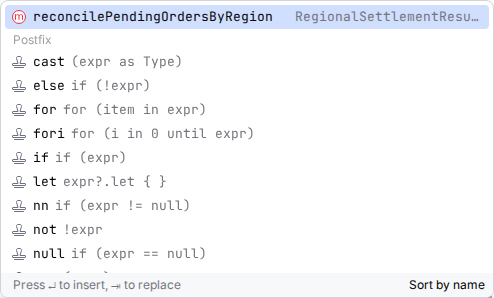 m reconcilePendingOrdersByRegion RegionalSettlementResu…
Postfix
cast (expr as Type)
else if (!expr)
for for (item in expr)
fori for (i in 0 until expr)
if if (expr)
let expr?.let { }
nn if (expr != null)
not !expr
null if (expr == null)
Press ↵ to insert, ⇥ to replace Sort by name